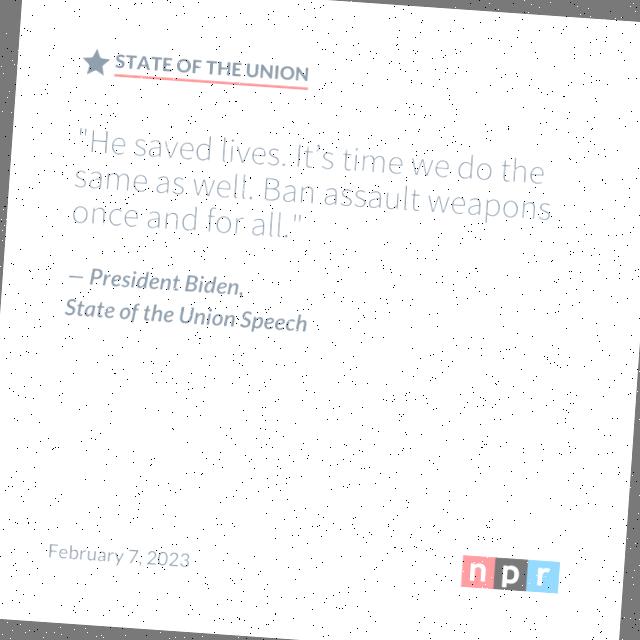 STATE OF THE UNION
"He saved lives. It's time we do the
same as well. Ban assault weapons
once and for all."
— President Biden,
State of the Union Speech
February 7, 2023
npr